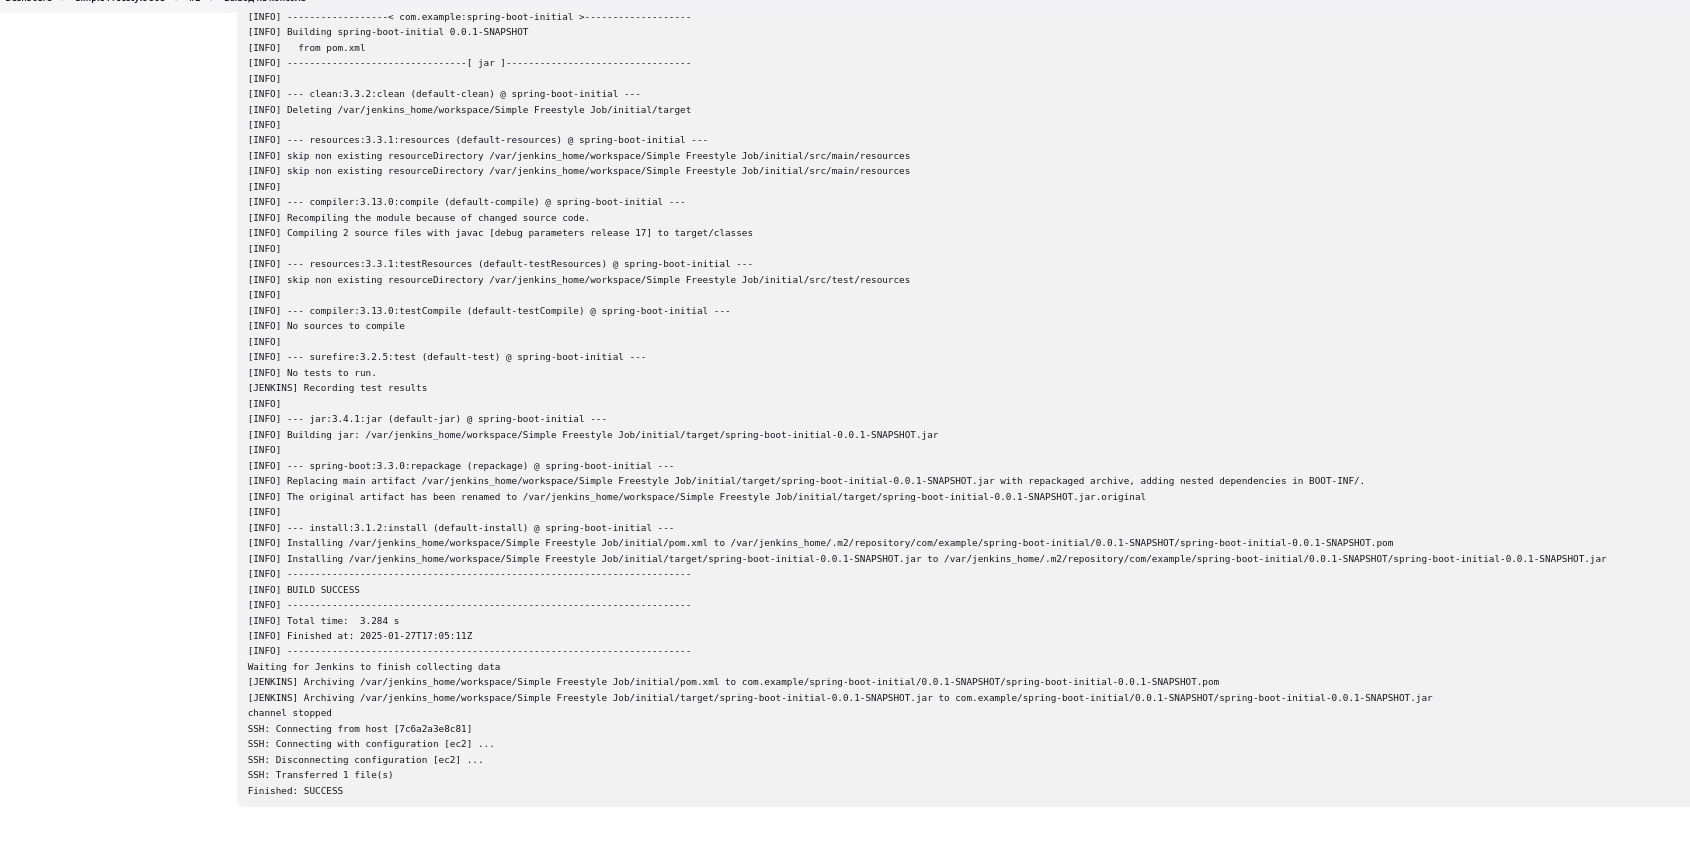 [INFO] ------------------< com.example:spring-boot-initial >-------------------
[INFO] Building spring-boot-initial 0.0.1-SNAPSHOT
[INFO]   from pom.xml
[INFO] --------------------------------[ jar ]---------------------------------
[INFO]
[INFO] --- clean:3.3.2:clean (default-clean) @ spring-boot-initial ---
[INFO] Deleting /var/jenkins_home/workspace/Simple Freestyle Job/initial/target
[INFO]
[INFO] --- resources:3.3.1:resources (default-resources) @ spring-boot-initial ---
[INFO] skip non existing resourceDirectory /var/jenkins_home/workspace/Simple Freestyle Job/initial/src/main/resources
[INFO] skip non existing resourceDirectory /var/jenkins_home/workspace/Simple Freestyle Job/initial/src/main/resources
[INFO]
[INFO] --- compiler:3.13.0:compile (default-compile) @ spring-boot-initial ---
[INFO] Recompiling the module because of changed source code.
[INFO] Compiling 2 source files with javac [debug parameters release 17] to target/classes
[INFO]
[INFO] --- resources:3.3.1:testResources (default-testResources) @ spring-boot-initial ---
[INFO] skip non existing resourceDirectory /var/jenkins_home/workspace/Simple Freestyle Job/initial/src/test/resources
[INFO]
[INFO] --- compiler:3.13.0:testCompile (default-testCompile) @ spring-boot-initial ---
[INFO] No sources to compile
[INFO]
[INFO] --- surefire:3.2.5:test (default-test) @ spring-boot-initial ---
[INFO] No tests to run.
[JENKINS] Recording test results
[INFO]
[INFO] --- jar:3.4.1:jar (default-jar) @ spring-boot-initial ---
[INFO] Building jar: /var/jenkins_home/workspace/Simple Freestyle Job/initial/target/spring-boot-initial-0.0.1-SNAPSHOT.jar
[INFO]
[INFO] --- spring-boot:3.3.0:repackage (repackage) @ spring-boot-initial ---
[INFO] Replacing main artifact /var/jenkins_home/workspace/Simple Freestyle Job/initial/target/spring-boot-initial-0.0.1-SNAPSHOT.jar with repackaged archive, adding nested dependencies in BOOT-INF/.
[INFO] The original artifact has been renamed to /var/jenkins_home/workspace/Simple Freestyle Job/initial/target/spring-boot-initial-0.0.1-SNAPSHOT.jar.original
[INFO]
[INFO] --- install:3.1.2:install (default-install) @ spring-boot-initial ---
[INFO] Installing /var/jenkins_home/workspace/Simple Freestyle Job/initial/pom.xml to /var/jenkins_home/.m2/repository/com/example/spring-boot-initial/0.0.1-SNAPSHOT/spring-boot-initial-0.0.1-SNAPSHOT.pom
[INFO] Installing /var/jenkins_home/workspace/Simple Freestyle Job/initial/target/spring-boot-initial-0.0.1-SNAPSHOT.jar to /var/jenkins_home/.m2/repository/com/example/spring-boot-initial/0.0.1-SNAPSHOT/spring-boot-initial-0.0.1-SNAPSHOT.jar
[INFO] ------------------------------------------------------------------------
[INFO] BUILD SUCCESS
[INFO] ------------------------------------------------------------------------
[INFO] Total time:  3.284 s
[INFO] Finished at: 2025-01-27T17:05:11Z
[INFO] ------------------------------------------------------------------------
Waiting for Jenkins to finish collecting data
[JENKINS] Archiving /var/jenkins_home/workspace/Simple Freestyle Job/initial/pom.xml to com.example/spring-boot-initial/0.0.1-SNAPSHOT/spring-boot-initial-0.0.1-SNAPSHOT.pom
[JENKINS] Archiving /var/jenkins_home/workspace/Simple Freestyle Job/initial/target/spring-boot-initial-0.0.1-SNAPSHOT.jar to com.example/spring-boot-initial/0.0.1-SNAPSHOT/spring-boot-initial-0.0.1-SNAPSHOT.jar
channel stopped
SSH: Connecting from host [7c6a2a3e8c81]
SSH: Connecting with configuration [ec2] ...
SSH: Disconnecting configuration [ec2] ...
SSH: Transferred 1 file(s)
Finished: SUCCESS